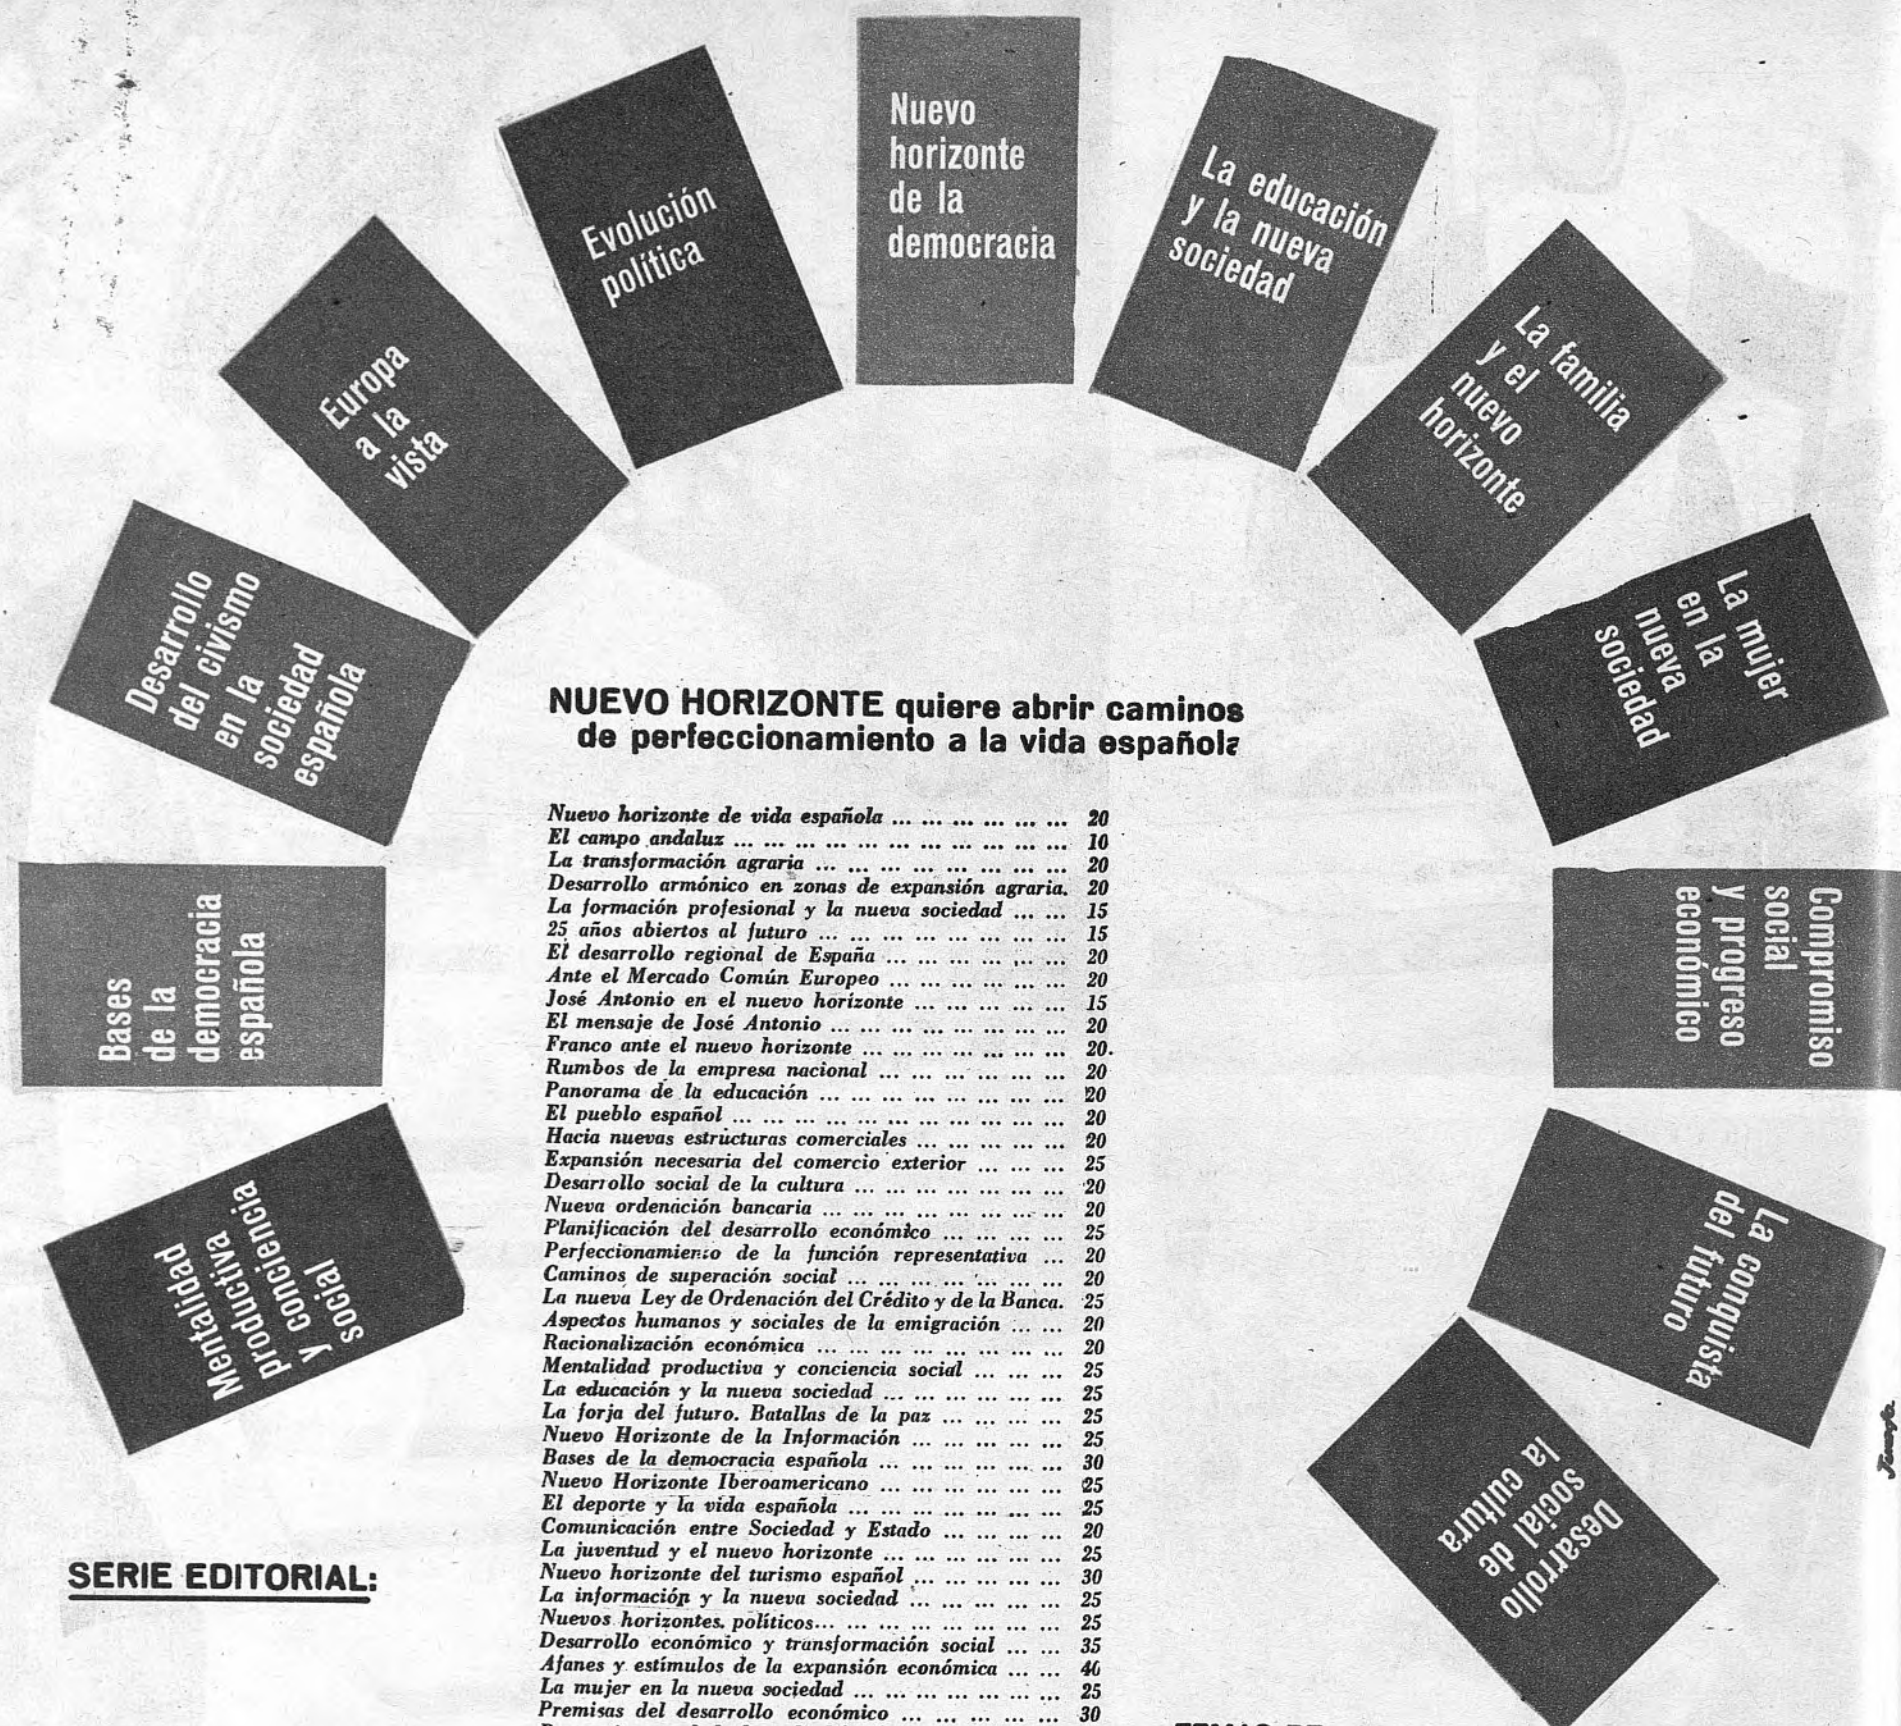 Nuevo
horizonte
de la
democracia
Evolución
política
La educación
y la nueva
sociedad
Europa
a la
vista
La familia
y el
nuevo
horizonte
Desarrollo
del civismo
en la
sociedad
española
La mujer
en la
nueva
sociedad
Bases
de la
democracia
española
Compromiso
social
y progreso
económico
Mentalidad
productiva
y conciencia
social
La conquista
del futuro
Desarrollo
social de
la cultura
NUEVO HORIZONTE quiere abrir caminos
de perfeccionamiento a la vida española
Nuevo horizonte de vida española ... ... ... ... ... ... 20
El campo andaluz ... ... ... ... ... ... ... ... ... ... ... 10
La transformación agraria ... ... ... ... ... ... ... ... 20
Desarrollo armónico en zonas de expansión agraria. 20
La formación profesional y la nueva sociedad ... ... 15
25 años abiertos al futuro ... ... ... ... ... ... ... ... 15
El desarrollo regional de España ... ... ... ... ... ... 20
Ante el Mercado Común Europeo ... ... ... ... ... ... 20
José Antonio en el nuevo horizonte ... ... ... ... ... 15
El mensaje de José Antonio ... ... ... ... ... ... ... ... 20
Franco ante el nuevo horizonte ... ... ... ... ... ... ... 20.
Rumbos de la empresa nacional ... ... ... ... ... ... 20
Panorama de la educación ... ... ... ... ... ... ... ... 20
El pueblo español ... ... ... ... ... ... ... ... ... ... ... 20
Hacia nuevas estructuras comerciales ... ... ... ... ... 20
Expansión necesaria del comercio exterior ... ... ... 25
Desarrollo social de la cultura ... ... ... ... ... ... ... 20
Nueva ordenación bancaria ... ... ... ... ... ... ... ... 20
Planificación del desarrollo económico ... ... ... ... 25
Perfeccionamiento de la función representativa ... 20
Caminos de superación social ... ... ... ... ... ... ... 20
La nueva Ley de Ordenación del Crédito y de la Banca. 25
Aspectos humanos y sociales de la emigración ... ... 20
Racionalización económica ... ... ... ... ... ... ... ... 20
Mentalidad productiva y conciencia social ... ... ... 25
La educación y la nueva sociedad ... ... ... ... ... ... 25
La forja del futuro. Batallas de la paz ... ... ... ... 25
Nuevo Horizonte de la Información ... ... ... ... ... 25
Bases de la democracia española ... ... ... ... ... ... 30
Nuevo Horizonte Iberoamericano ... ... ... ... ... ... 25
El deporte y la vida española ... ... ... ... ... ... ... 25
Comunicación entre Sociedad y Estado ... ... ... ... 20
La juventud y el nuevo horizonte ... ... ... ... ... ... 25
Nuevo horizonte del turismo español ... ... ... ... ... 30
La información y la nueva sociedad ... ... ... ... ... 25
Nuevos horizontes. políticos... ... ... ... ... ... ... ... 25
Desarrollo económico y transformación social ... ... 35
Afanes y estímulos de la expansión económica ... ... 40
La mujer en la nueva sociedad ... ... ... ... ... ... ... 25
Premisas del desarrollo económico ... ... ... ... ... 30
SERIE EDITORIAL: